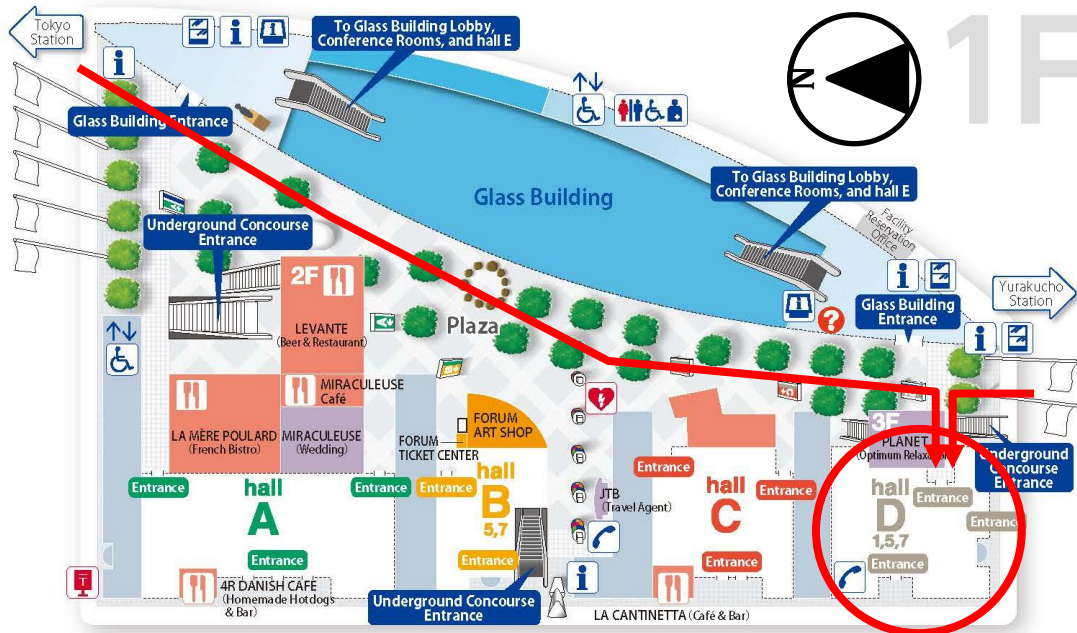 Tokyo
Station
To Glass Building Lobby,
Conference Rooms, and hall E
N
1F
Glass Building Entrance
Glass Building
To Glass Building Lobby,
Conference Rooms, and hall E
Facility
Reservation
Office
Underground Concourse
Entrance
2F
LEVANTE
(Beer & Restaurant)
Plaza
Glass Building
Entrance
Yurakucho
Station
?
MIRACULEUSE
Café
LA MÈRE POULARD
(French Bistro)
MIRACULEUSE
(Wedding)
FORUM
ART SHOP
FORUM
TICKET CENTER
3F
PLANET
(Optimum Relaxation)
Underground
Concourse
Entrance
Entrance
hall
A
Entrance
Entrance
Entrance
hall
B
5,7
Entrance
JTB
(Travel Agent)
Entrance
hall
C
Entrance
Entrance
hall
D
1,5,7
Entrance
Entrance
Entrance
4R DANISH CAFE
(Homemade Hotdogs
& Bar)
Underground Concourse
Entrance
LA CANTINETTA (Café & Bar)